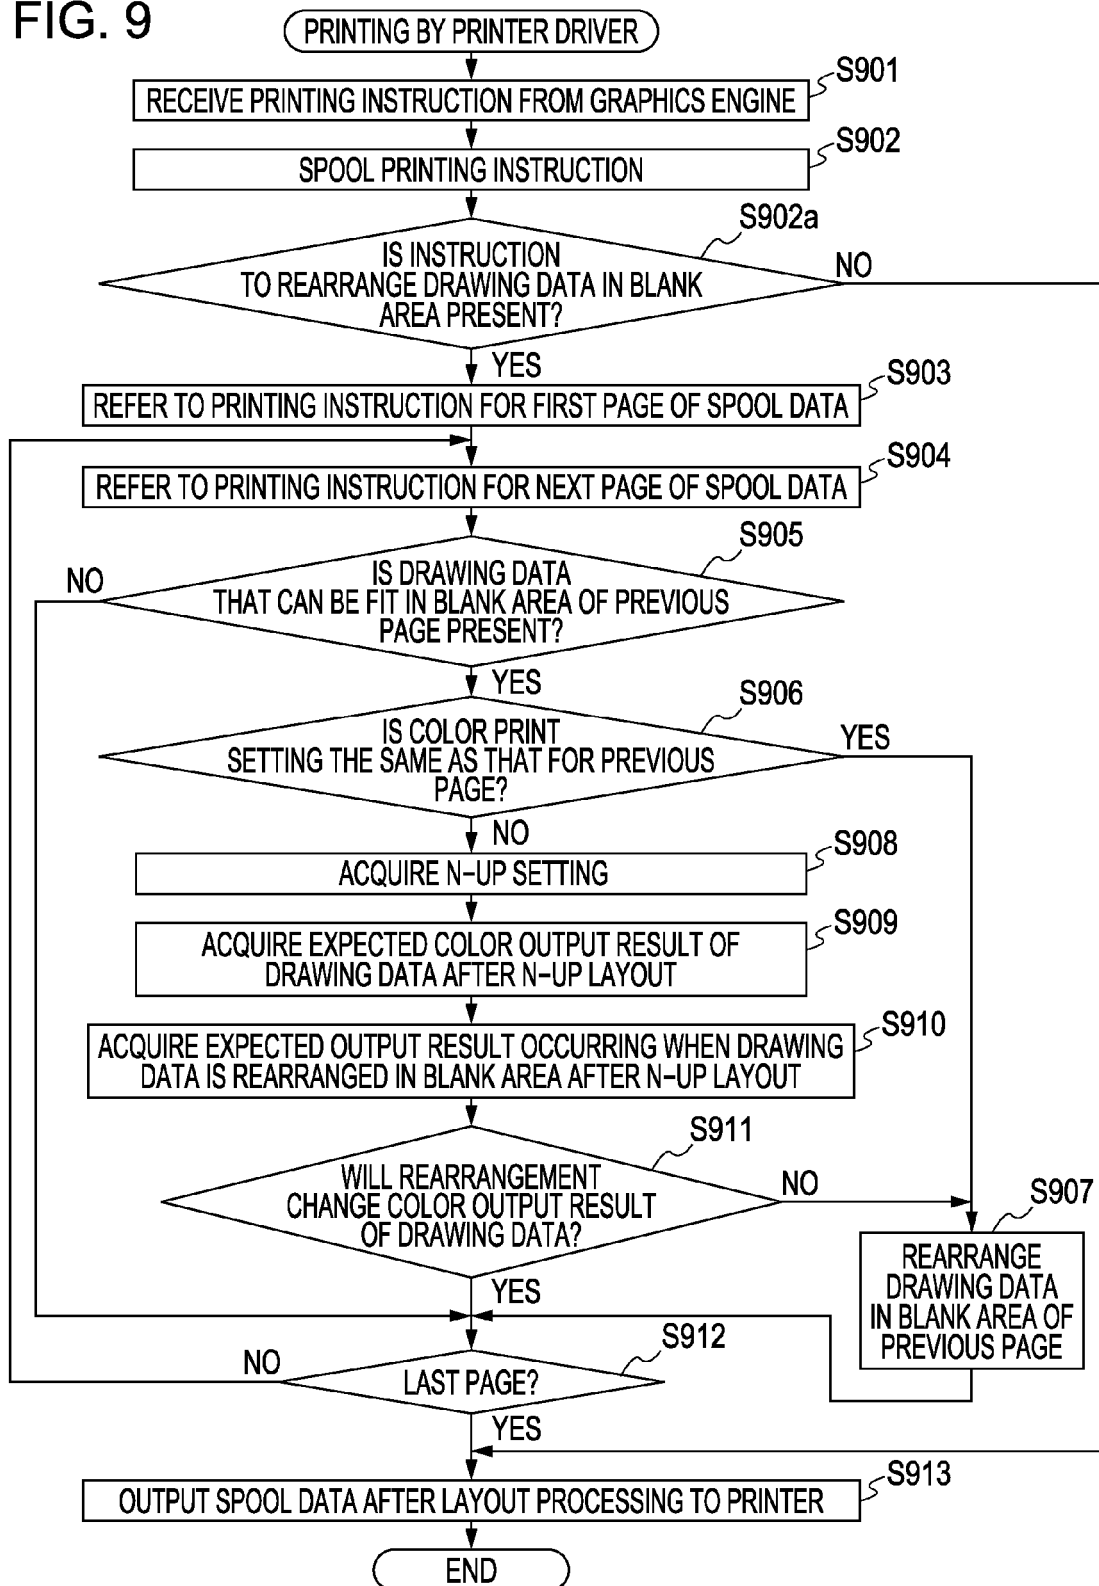 FIG. 9
PRINTING BY PRINTER DRIVER
S901
RECEIVE PRINTING INSTRUCTION FROM GRAPHICS ENGINE
S902
SPOOL PRINTING INSTRUCTION
S902a
IS INSTRUCTION
TO REARRANGE DRAWING DATA IN BLANK
AREA PRESENT?
NO
YES
S903
REFER TO PRINTING INSTRUCTION FOR FIRST PAGE OF SPOOL DATA
S904
REFER TO PRINTING INSTRUCTION FOR NEXT PAGE OF SPOOL DATA
S905
NO
IS DRAWING DATA
THAT CAN BE FIT IN BLANK AREA OF PREVIOUS
PAGE PRESENT?
YES
S906
IS COLOR PRINT
SETTING THE SAME AS THAT FOR PREVIOUS
PAGE?
YES
NO
S908
ACQUIRE N-UP SETTING
S909
ACQUIRE EXPECTED COLOR OUTPUT RESULT OF
DRAWING DATA AFTER N-UP LAYOUT
S910
ACQUIRE EXPECTED OUTPUT RESULT OCCURRING WHEN DRAWING
DATA IS REARRANGED IN BLANK AREA AFTER N-UP LAYOUT
S911
WILL REARRANGEMENT
CHANGE COLOR OUTPUT RESULT
OF DRAWING DATA?
NO
YES
S907
REARRANGE
DRAWING DATA
IN BLANK AREA OF
PREVIOUS PAGE
S912
NO
LAST PAGE?
YES
S913
OUTPUT SPOOL DATA AFTER LAYOUT PROCESSING TO PRINTER
END